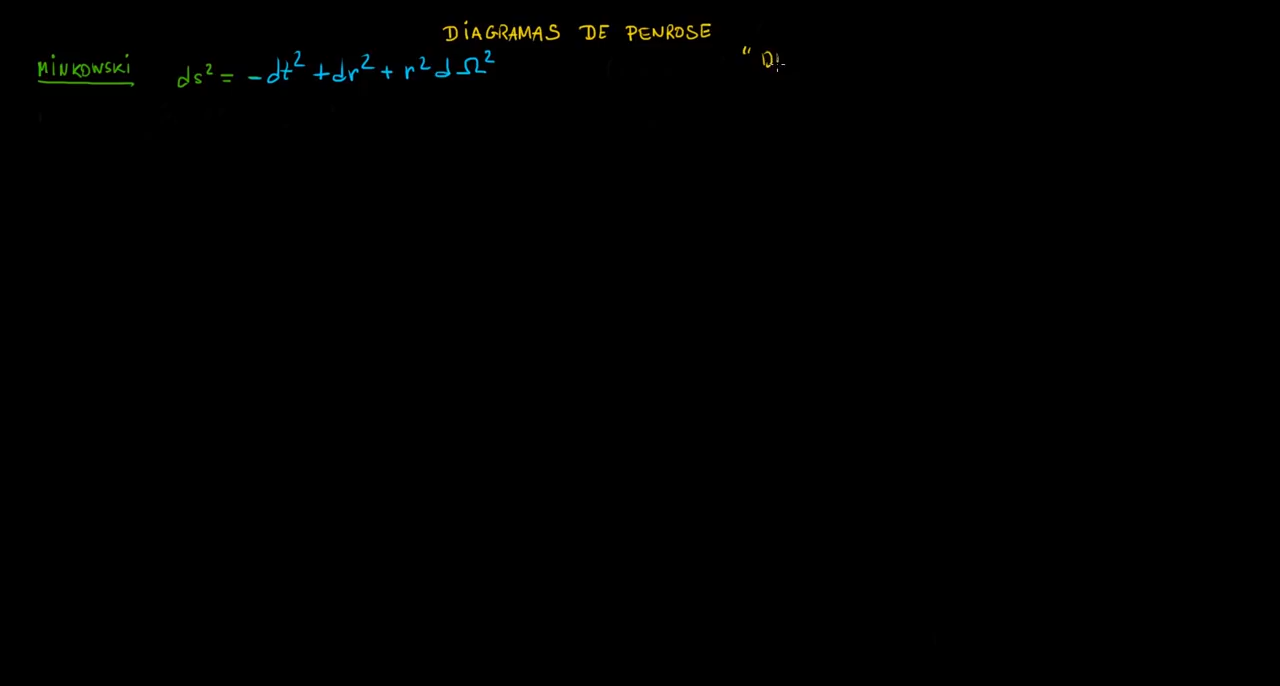 DIAGRAMAS DE PENROSE
MINKOWSKI ds² = -dt² + dr² + r² dΩ²
" D